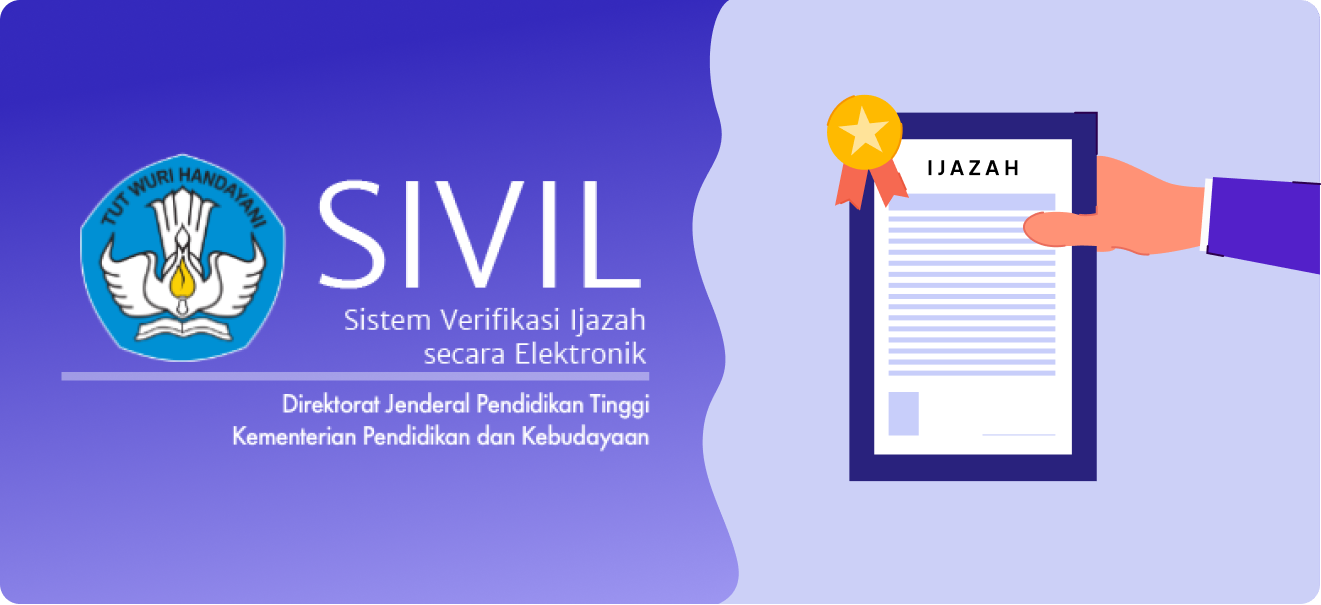 TUT WURI HANDAYANI
SIVIL
Sistem Verifikasi Ijazah
secara Elektronik
Direktorat Jenderal Pendidikan Tinggi
Kementerian Pendidikan dan Kebudayaan
IJAZAH